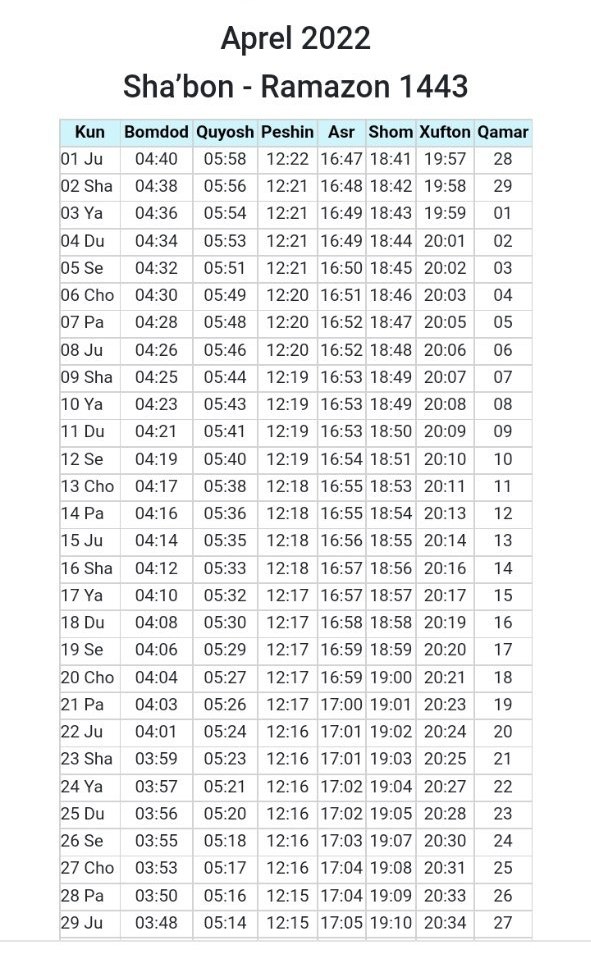 Aprel 2022
Sha’bon - Ramazon 1443
Kun Bomdod Quyosh Peshin Asr Shom Xufton Qamar
01 Ju 04:40 05:58 12:22 16:47 18:41 19:57 28
02 Sha 04:38 05:56 12:21 16:48 18:42 19:58 29
03 Ya 04:36 05:54 12:21 16:49 18:43 19:59 01
04 Du 04:34 05:53 12:21 16:49 18:44 20:01 02
05 Se 04:32 05:51 12:21 16:50 18:45 20:02 03
06 Cho 04:30 05:49 12:20 16:51 18:46 20:03 04
07 Pa 04:28 05:48 12:20 16:52 18:47 20:05 05
08 Ju 04:26 05:46 12:20 16:52 18:48 20:06 06
09 Sha 04:25 05:44 12:19 16:53 18:49 20:07 07
10 Ya 04:23 05:43 12:19 16:53 18:49 20:08 08
11 Du 04:21 05:41 12:19 16:53 18:50 20:09 09
12 Se 04:19 05:40 12:19 16:54 18:51 20:10 10
13 Cho 04:17 05:38 12:18 16:55 18:53 20:11 11
14 Pa 04:16 05:36 12:18 16:55 18:54 20:13 12
15 Ju 04:14 05:35 12:18 16:56 18:55 20:14 13
16 Sha 04:12 05:33 12:18 16:57 18:56 20:16 14
17 Ya 04:10 05:32 12:17 16:57 18:57 20:17 15
18 Du 04:08 05:30 12:17 16:58 18:58 20:19 16
19 Se 04:06 05:29 12:17 16:59 18:59 20:20 17
20 Cho 04:04 05:27 12:17 16:59 19:00 20:21 18
21 Pa 04:03 05:26 12:17 17:00 19:01 20:23 19
22 Ju 04:01 05:24 12:16 17:01 19:02 20:24 20
23 Sha 03:59 05:23 12:16 17:01 19:03 20:25 21
24 Ya 03:57 05:21 12:16 17:02 19:04 20:27 22
25 Du 03:56 05:20 12:16 17:02 19:05 20:28 23
26 Se 03:55 05:18 12:16 17:03 19:07 20:30 24
27 Cho 03:53 05:17 12:16 17:04 19:08 20:31 25
28 Pa 03:50 05:16 12:15 17:04 19:09 20:33 26
29 Ju 03:48 05:14 12:15 17:05 19:10 20:34 27